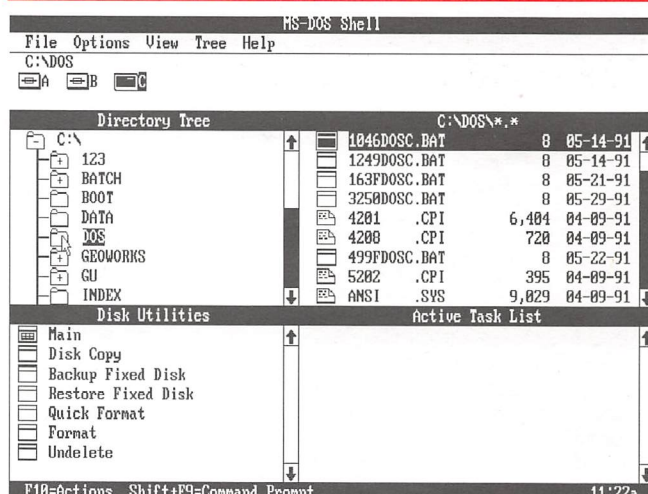 MS-DOS Shell
File Options View Tree Help
C:\DOS
A B C
Directory Tree
C:\
123
BATCH
BOOT
DATA
DOS
GEOWORKS
GU
INDEX
C:\DOS\*.*
1046DOSC.BAT 8 05-14-91
1249DOSC.BAT 8 05-14-91
163FDOSC.BAT 8 05-21-91
3250DOSC.BAT 8 05-29-91
4201 .CPI 6,404 04-09-91
4208 .CPI 720 04-09-91
499FDOSC.BAT 8 05-22-91
5202 .CPI 395 04-09-91
ANSI .SYS 9,029 04-09-91
Disk Utilities
Main
Disk Copy
Backup Fixed Disk
Restore Fixed Disk
Quick Format
Format
Undelete
Active Task List
F10=Actions Shift+F9=Command Prompt 11:22a